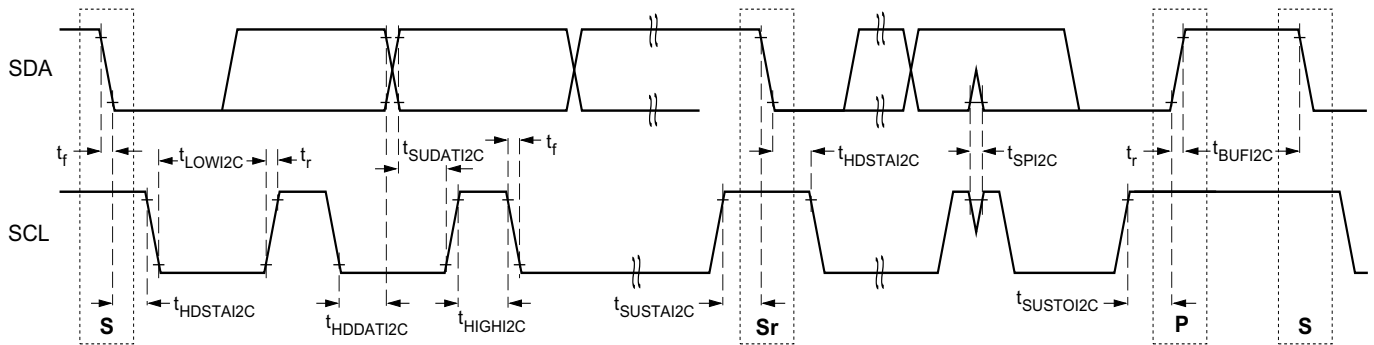 SDA
t_f
t_LOWI2C
t_r
t_SUDATI2C
t_f
t_HDSTAI2C
t_SPI2C
t_r
t_BUFI2C
SCL
t_HDSTAI2C
t_HDDATI2C
t_HIGHI2C
t_SUSTAI2C
t_SUSTOI2C
S
Sr
P
S